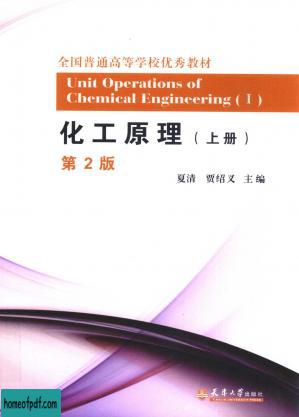 全国普通高等学校优秀教材
Unit Operations of
Chemical Engineering (Ⅰ)
化工原理（上册）
第2版
夏清 贾绍义 主编
天津大学出版社
homeofpdf.com